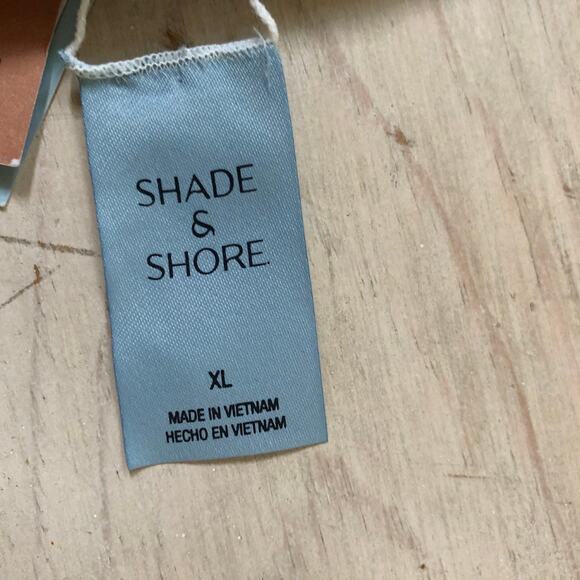 SHADE
&
SHORE.
XL
MADE IN VIETNAM
HECHO EN VIETNAM